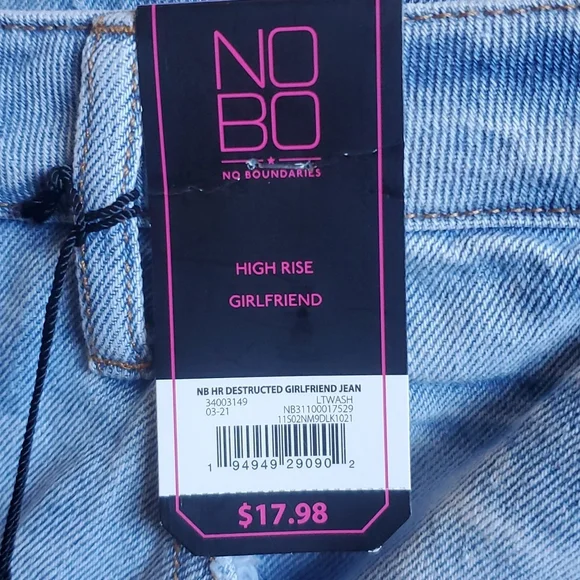 NO
BO
NO BOUNDARIES
HIGH RISE
GIRLFRIEND
NB HR DESTRUCTED GIRLFRIEND JEAN
34003149 LTWASH
03-21 NB31100017529
11S02NM9DLK1021
1 94949 29090 2
$17.98